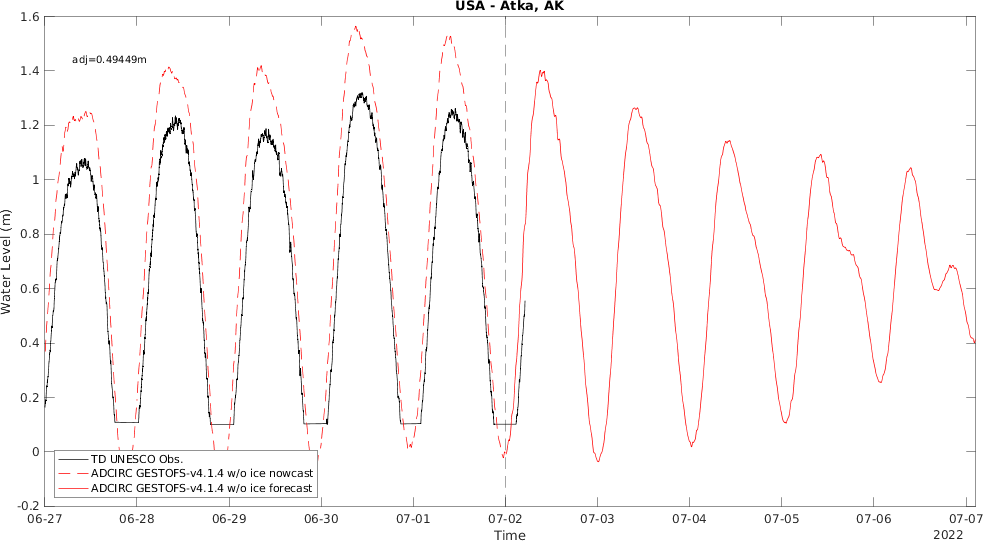 USA - Atka, AK
1.6
1.4
1.2
1
0.8
0.6
0.4
0.2
0
-0.2
Water Level (m)
adj=0.49449m
TD UNESCO Obs.
ADCIRC GESTOFS-v4.1.4 w/o ice nowcast
ADCIRC GESTOFS-v4.1.4 w/o ice forecast
06-27 06-28 06-29 06-30 07-01 07-02 07-03 07-04 07-05 07-06 07-07
Time
2022